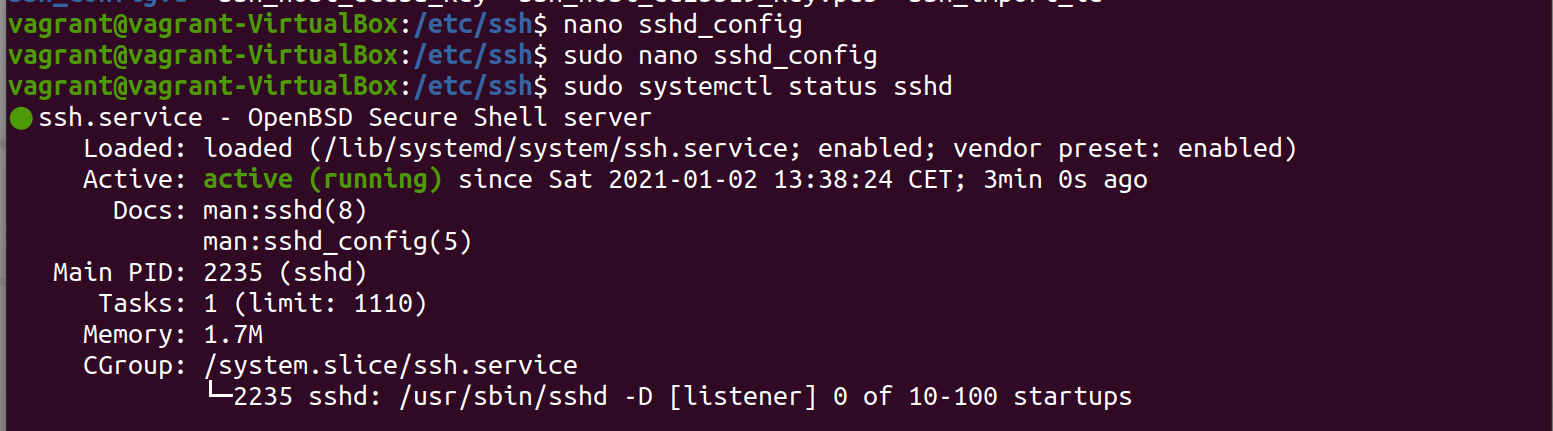 vagrant@vagrant-VirtualBox:/etc/ssh$ nano sshd_config
vagrant@vagrant-VirtualBox:/etc/ssh$ sudo nano sshd_config
vagrant@vagrant-VirtualBox:/etc/ssh$ sudo systemctl status sshd
● ssh.service - OpenBSD Secure Shell server
     Loaded: loaded (/lib/systemd/system/ssh.service; enabled; vendor preset: enabled)
     Active: active (running) since Sat 2021-01-02 13:38:24 CET; 3min 0s ago
       Docs: man:sshd(8)
             man:sshd_config(5)
   Main PID: 2235 (sshd)
      Tasks: 1 (limit: 1110)
     Memory: 1.7M
     CGroup: /system.slice/ssh.service
             └─2235 sshd: /usr/sbin/sshd -D [listener] 0 of 10-100 startups